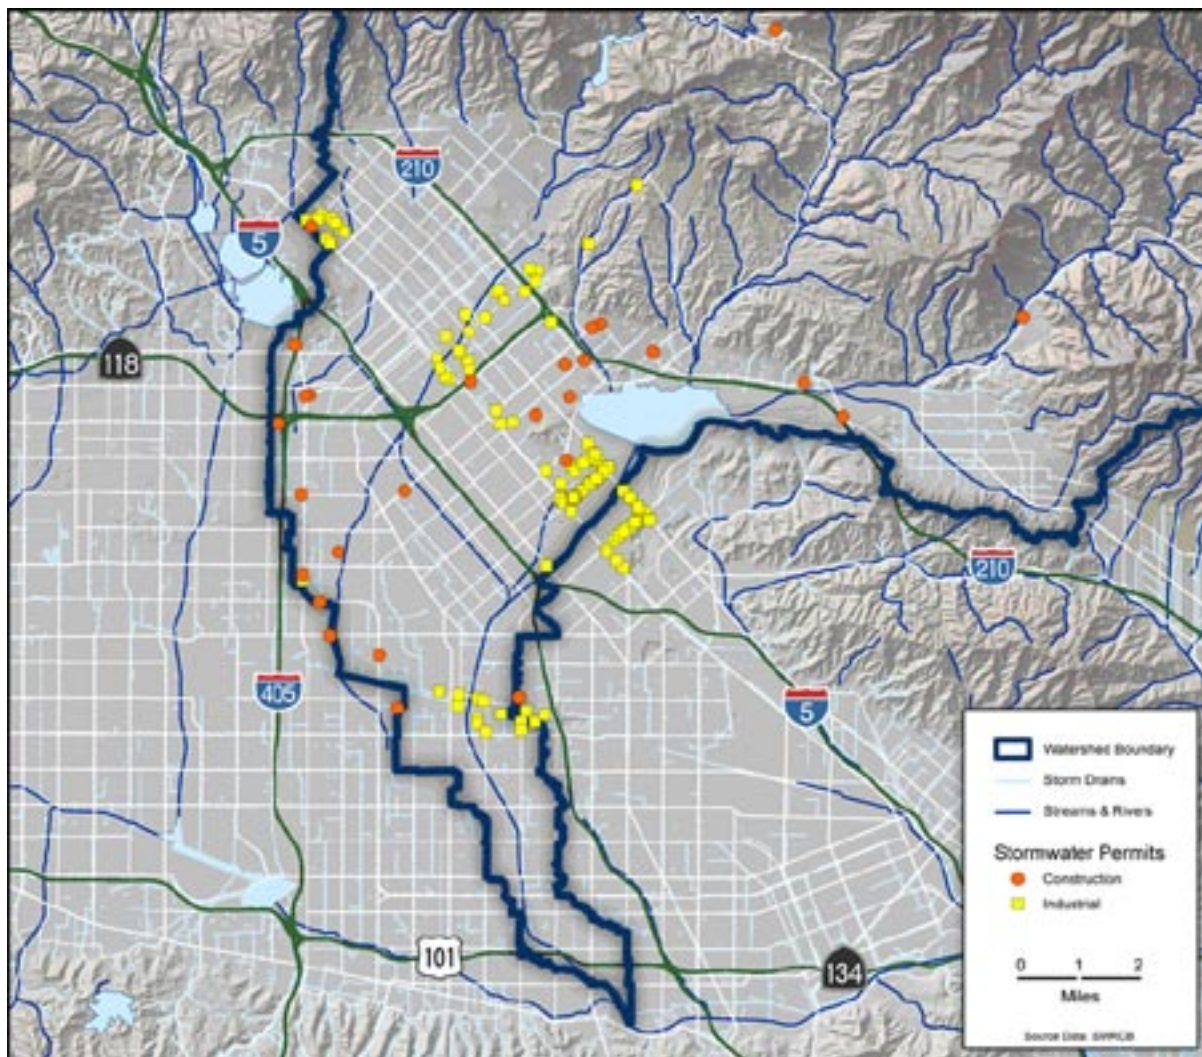 210
5
118
210
405
5
Watershed Boundary
Storm Drains
Streams & Rivers
Stormwater Permits
Construction
Industrial
101
134
0 1 2
Miles
Source Data: SWRCB